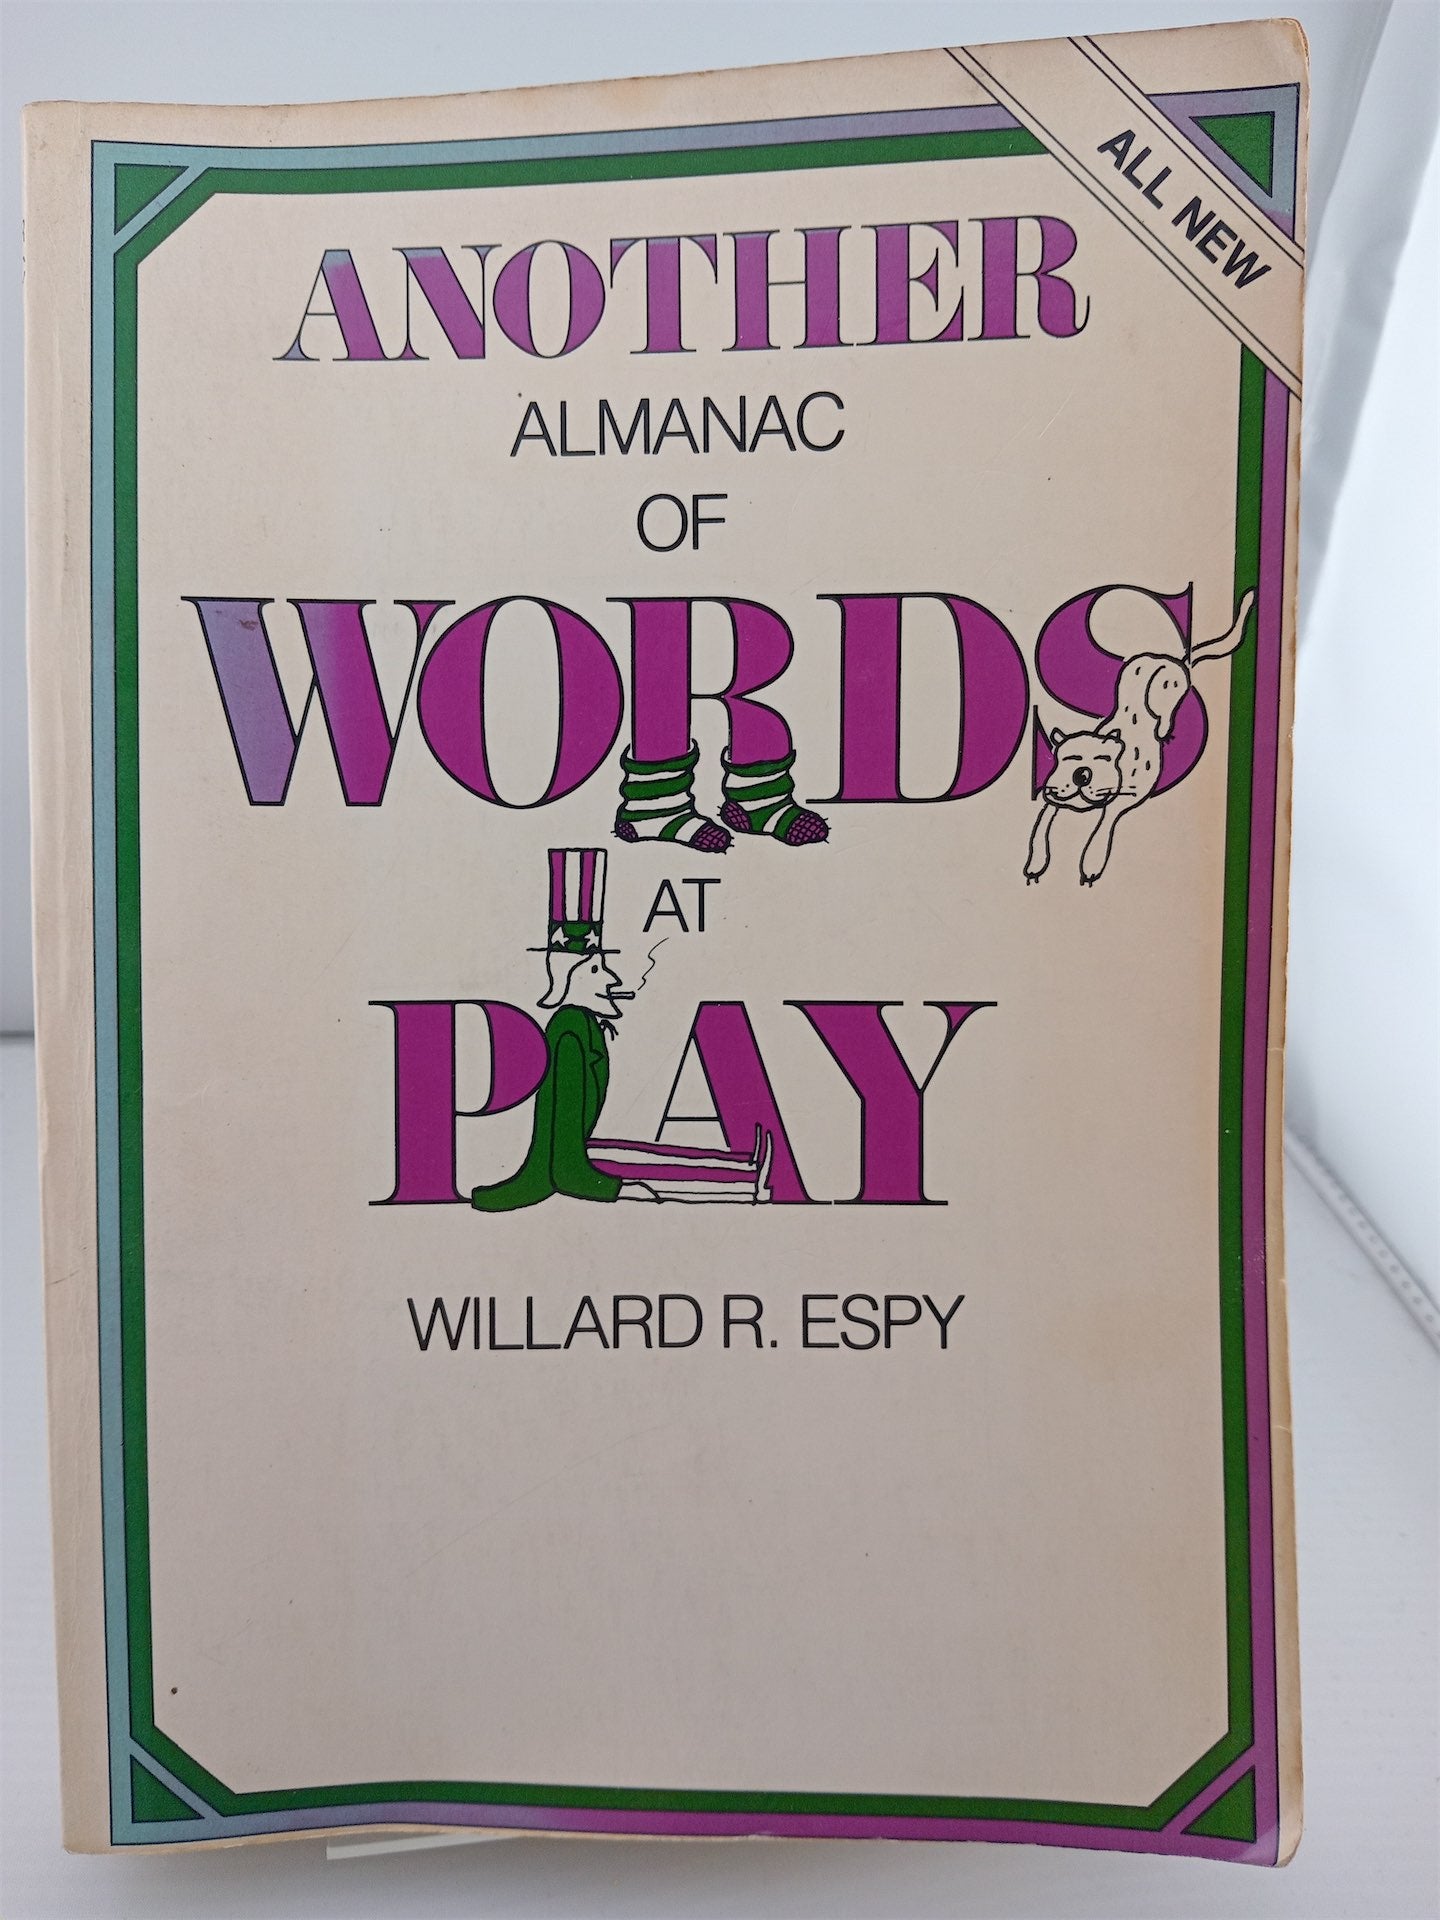 ALL NEW
ANOTHER
ALMANAC
OF
WORDS
AT
PLAY
WILLARD R. ESPY